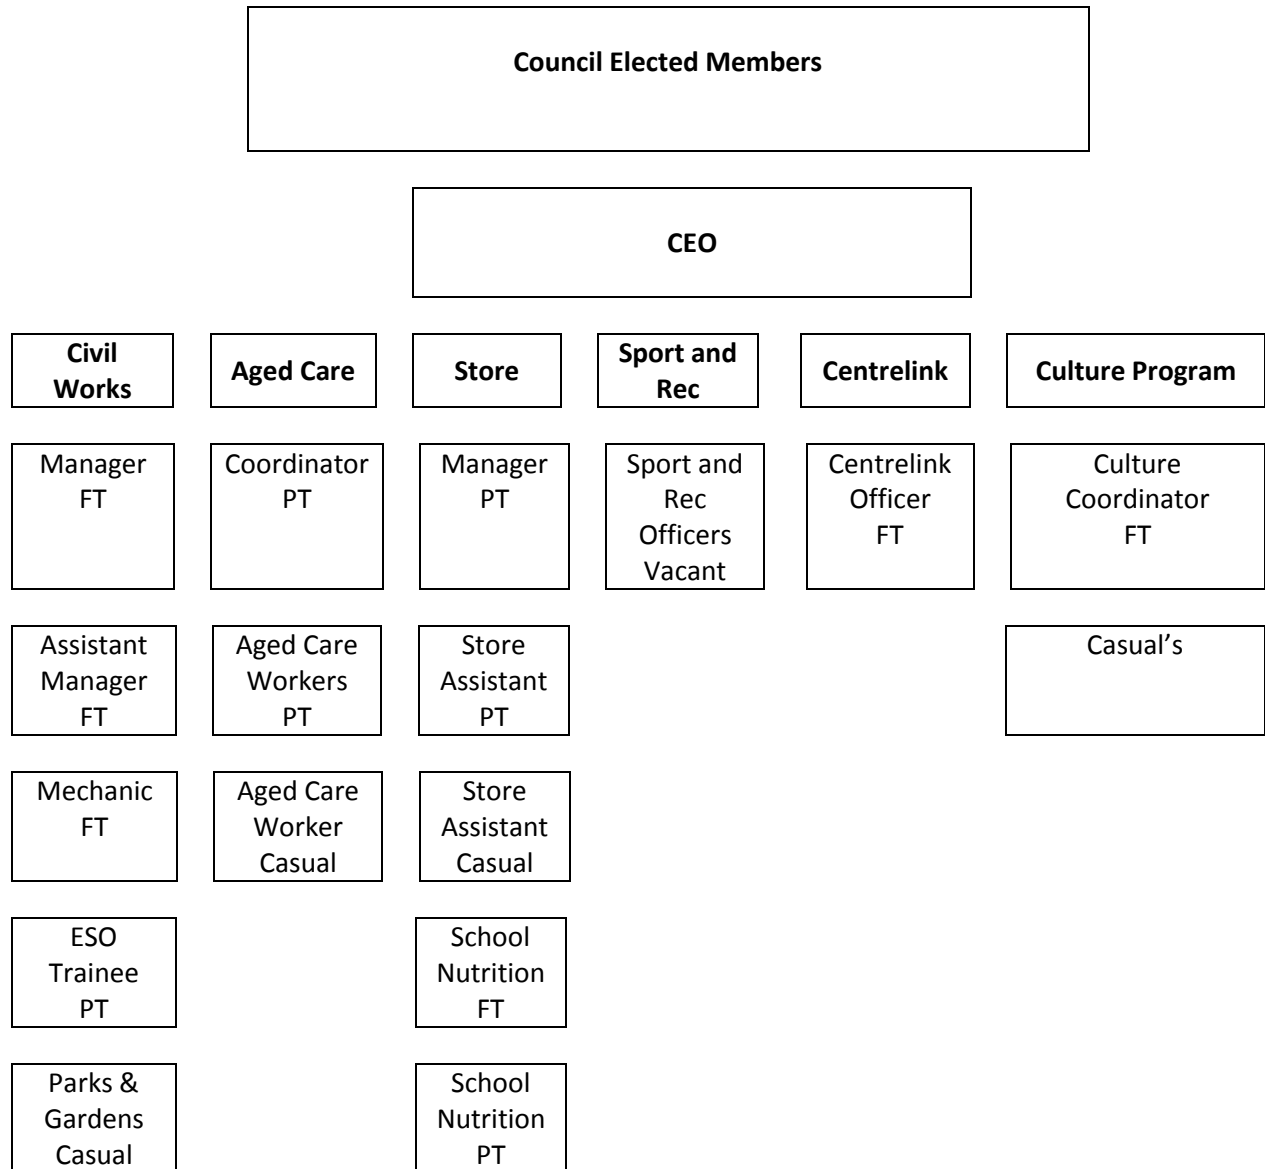 Council Elected Members
CEO
Civil
Works
Aged Care
Store
Sport and
Rec
Centrelink
Culture Program
Manager
FT
Coordinator
PT
Manager
PT
Sport and
Rec
Officers
Vacant
Centrelink
Officer
FT
Culture
Coordinator
FT
Assistant
Manager
FT
Aged Care
Workers
PT
Store
Assistant
PT
Casual’s
Mechanic
FT
Aged Care
Worker
Casual
Store
Assistant
Casual
ESO
Trainee
PT
School
Nutrition
FT
Parks &
Gardens
Casual
School
Nutrition
PT